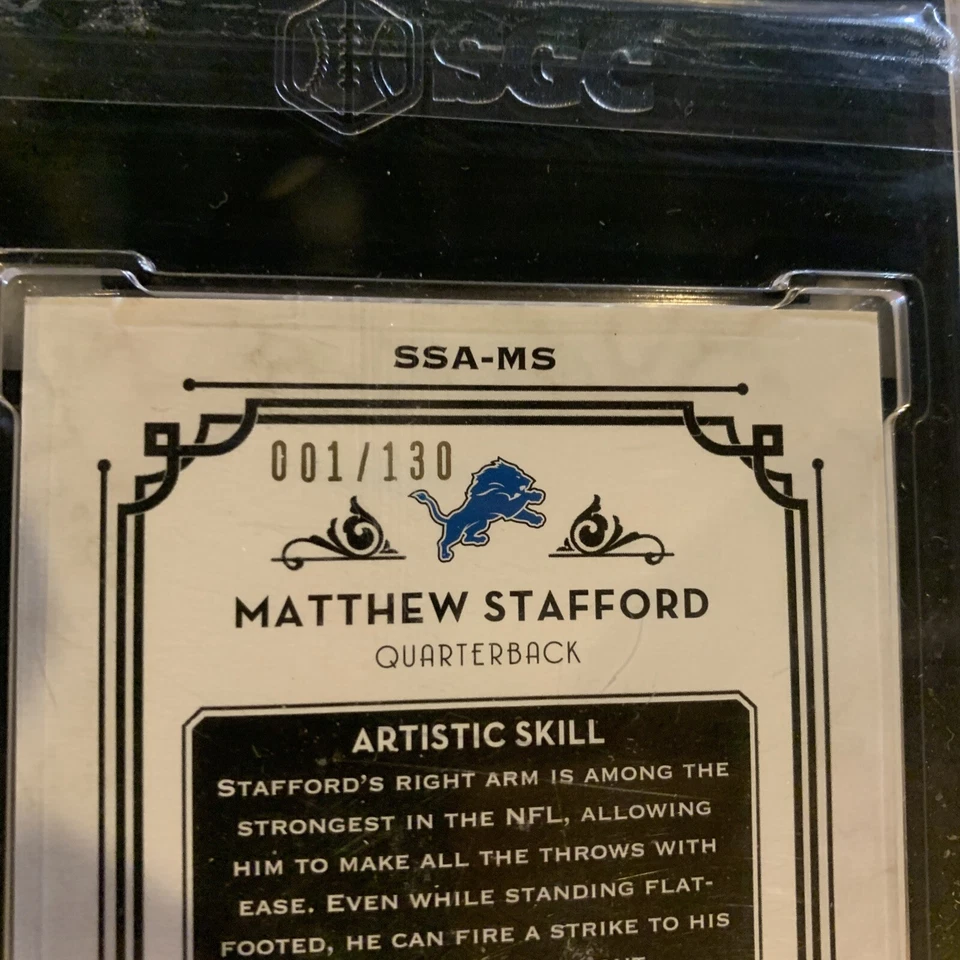 SGC
SSA-MS
001/130
MATTHEW STAFFORD
QUARTERBACK
ARTISTIC SKILL
STAFFORD'S RIGHT ARM IS AMONG THE
STRONGEST IN THE NFL, ALLOWING
HIM TO MAKE ALL THE THROWS WITH
EASE. EVEN WHILE STANDING FLAT-
FOOTED, HE CAN FIRE A STRIKE TO HIS